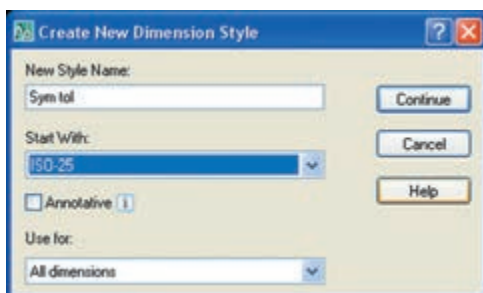 Create New Dimension Style
New Style Name:
Sym tol
Continue
Start With:
ISO-25
Cancel
Annotative
Help
Use for:
All dimensions